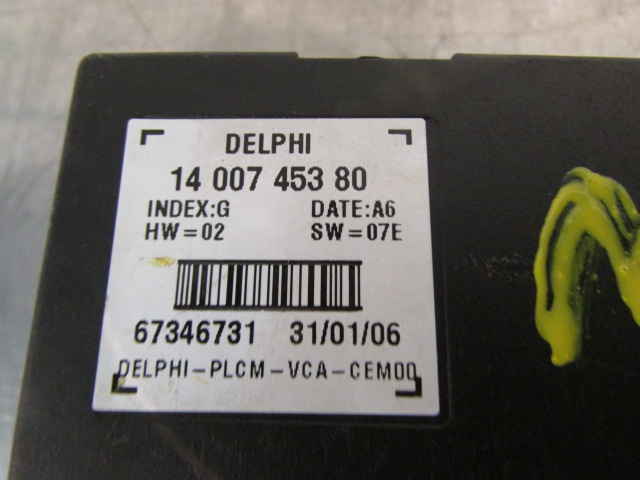 DELPHI
14 007 453 80
INDEX:G DATE:A6
HW=02 SW=07E
67346731 31/01/06
DELPHI-PLCM-VCA-CEM00